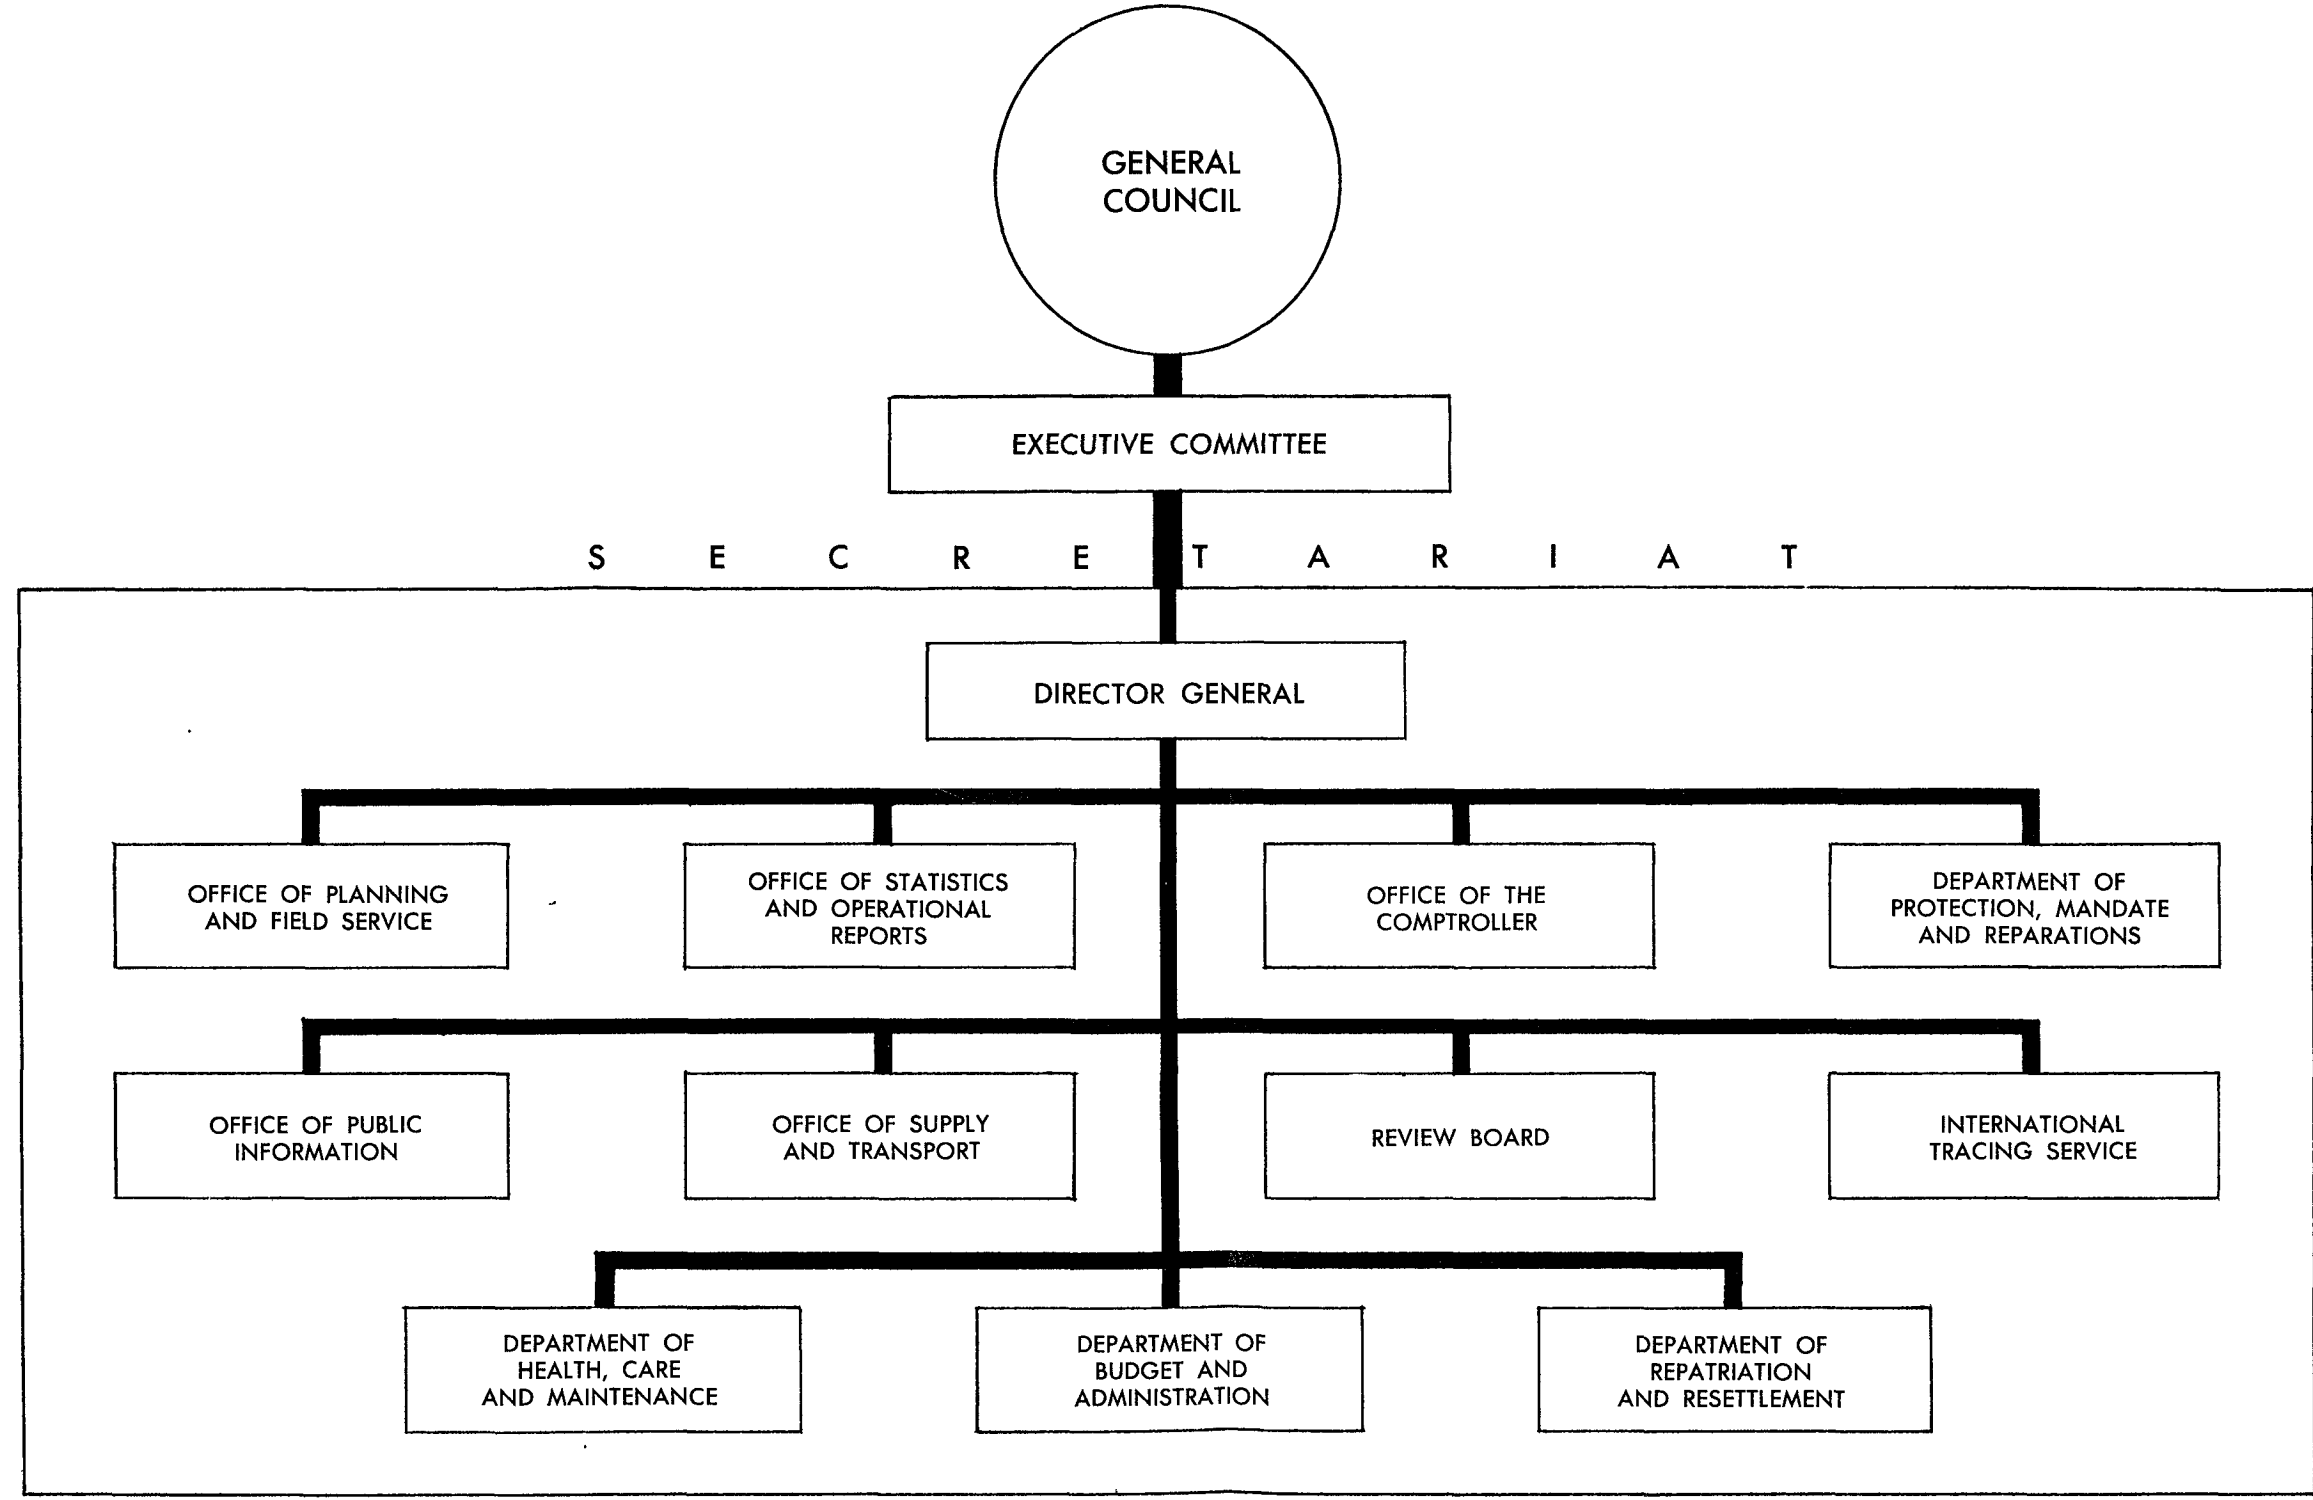 GENERAL
COUNCIL
EXECUTIVE COMMITTEE
SECRETARIAT
DIRECTOR GENERAL
OFFICE OF PLANNING
AND FIELD SERVICE
OFFICE OF STATISTICS
AND OPERATIONAL
REPORTS
OFFICE OF THE
COMPTROLLER
DEPARTMENT OF
PROTECTION, MANDATE
AND REPARATIONS
OFFICE OF PUBLIC
INFORMATION
OFFICE OF SUPPLY
AND TRANSPORT
REVIEW BOARD
INTERNATIONAL
TRACING SERVICE
DEPARTMENT OF
HEALTH, CARE
AND MAINTENANCE
DEPARTMENT OF
BUDGET AND
ADMINISTRATION
DEPARTMENT OF
REPATRIATION
AND RESETTLEMENT